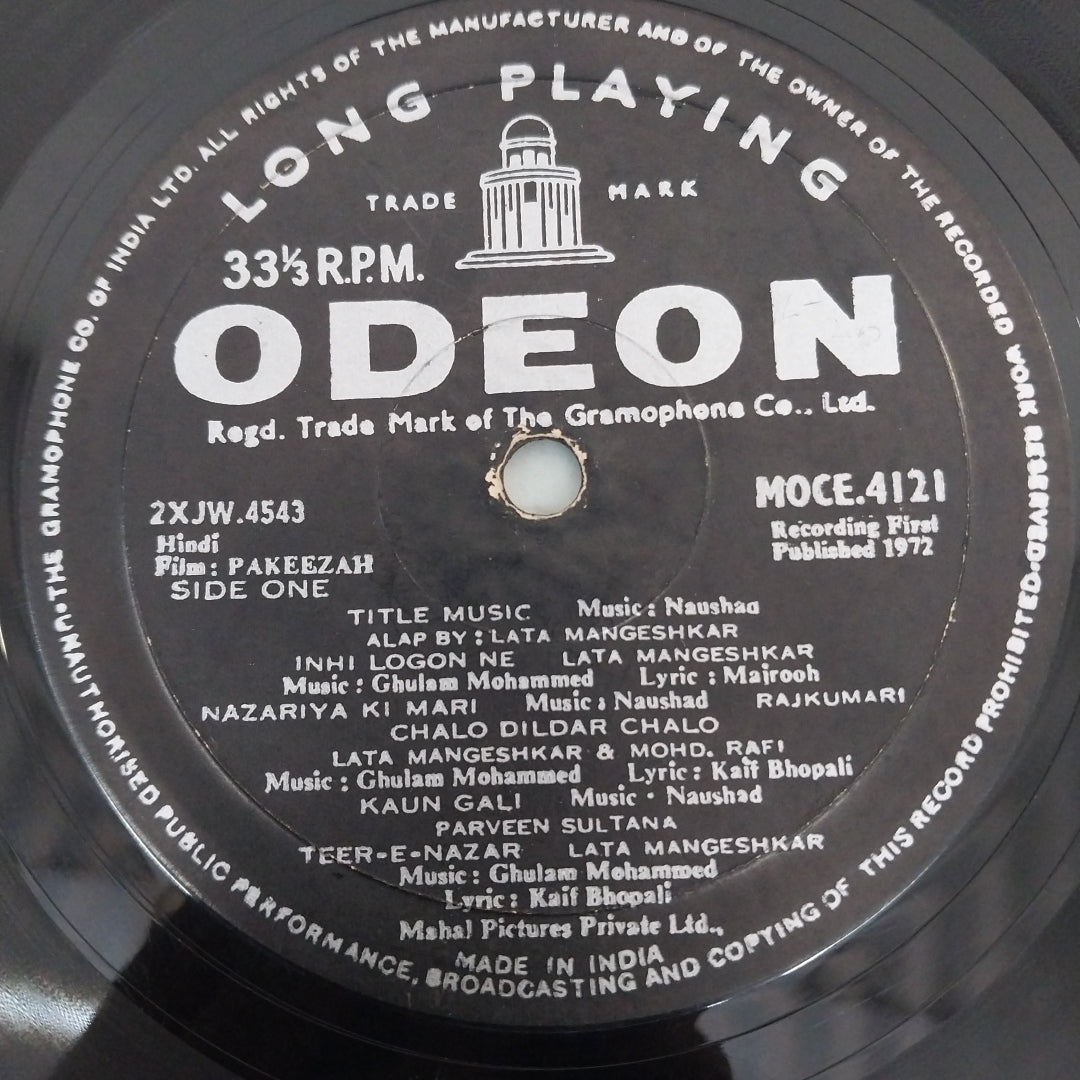 THE GRAMOPHONE CO. OF INDIA LTD. ALL RIGHTS OF THE MANUFACTURER AND OF THE OWNER OF THE RECORDED WORK RESERVED•UNAUTHORISED PUBLIC PERFORMANCE, BROADCASTING AND COPYING OF THIS RECORD PROHIBITED•
LONG PLAYING
TRADE MARK
33⅓ R.P.M.
ODEON
Regd. Trade Mark of The Gramophone Co., Ltd.
2XJW.4543 MOCE.4121
Hindi Recording First
Film: PAKEEZAH Published 1972
SIDE ONE
TITLE MUSIC Music: Naushad
ALAP BY: LATA MANGESHKAR
INHI LOGON NE LATA MANGESHKAR
Music: Ghulam Mohammed Lyric: Majrooh
NAZARIYA KI MARI Music: Naushad RAJKUMARI
CHALO DILDAR CHALO
LATA MANGESHKAR & MOHD. RAFI
Music: Ghulam Mohammed Lyric: Kaif Bhopali
KAUN GALI Music: Naushad
PARVEEN SULTANA
TEER-E-NAZAR LATA MANGESHKAR
Music: Ghulam Mohammed
Lyric: Kaif Bhopali
Mahal Pictures Private Ltd.,
MADE IN INDIA